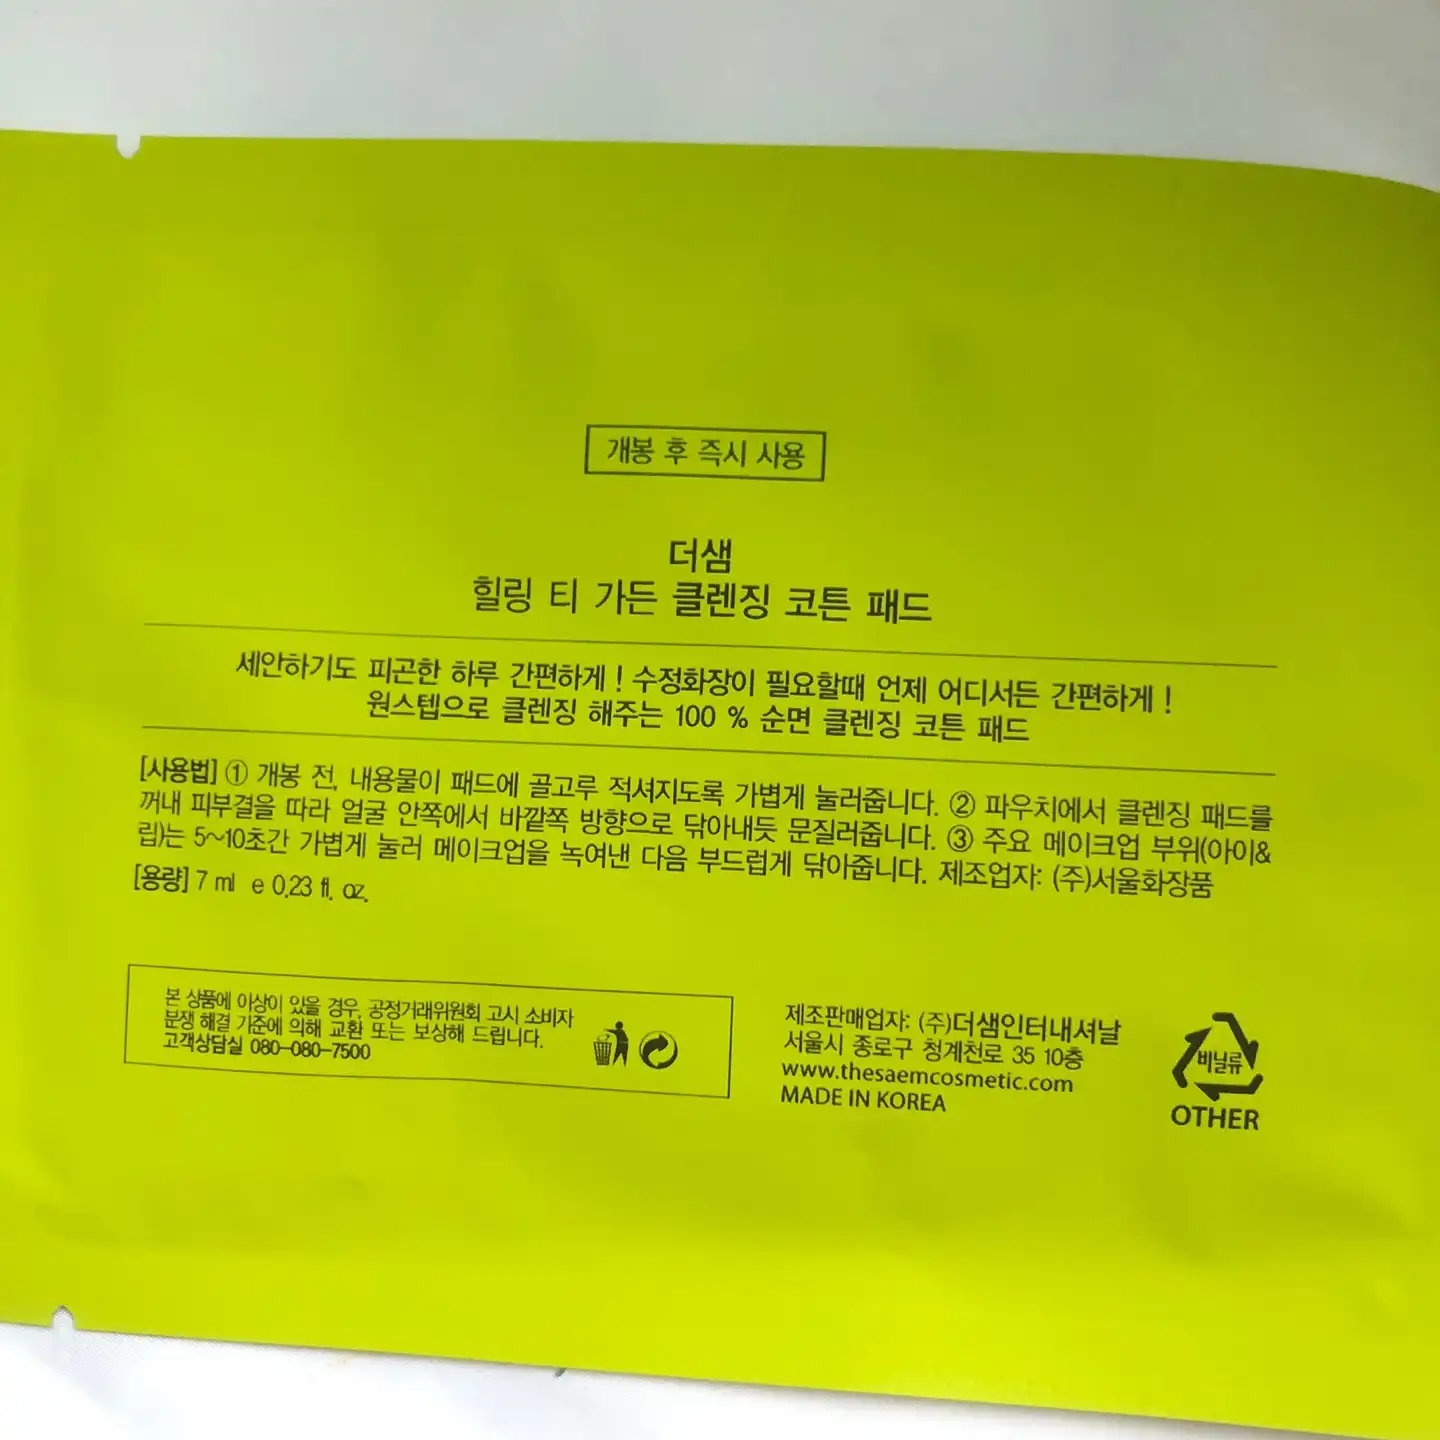 개봉 후 즉시 사용
더샘
힐링 티 가든 클렌징 코튼 패드
세안하기도 피곤한 하루 간편하게 ! 수정화장이 필요할때 언제 어디서든 간편하게 !
원스텝으로 클렌징 해주는 100 % 순면 클렌징 코튼 패드
[사용법] ① 개봉 전, 내용물이 패드에 골고루 적셔지도록 가볍게 눌러줍니다. ② 파우치에서 클렌징 패드를
꺼내 피부결을 따라 얼굴 안쪽에서 바깥쪽 방향으로 닦아내듯 문질러줍니다. ③ 주요 메이크업 부위(아이&
립)는 5~10초간 가볍게 눌러 메이크업을 녹여낸 다음 부드럽게 닦아줍니다. 제조업자: (주)서울화장품
[용량] 7 ml e 0.23 fl. oz.
본 상품에 이상이 있을 경우, 공정거래위원회 고시 소비자
분쟁 해결 기준에 의해 교환 또는 보상해 드립니다.
고객상담실 080-080-7500
제조판매업자: (주)더샘인터내셔날
서울시 종로구 청계천로 35 10층
www.thesaemcosmetic.com
MADE IN KOREA
비닐류
OTHER